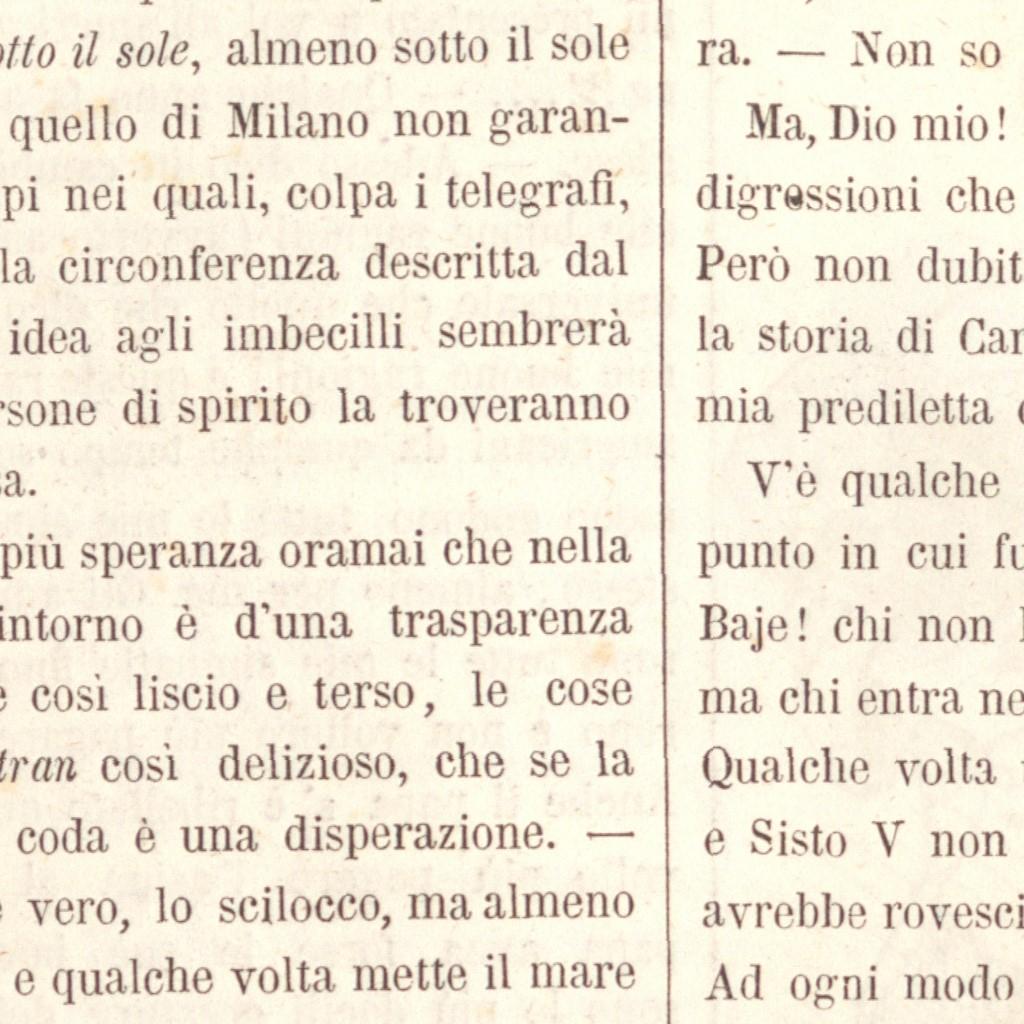 otto il sole, almeno sotto il sole
quello di Milano non garan-
pi nei quali, colpa i telegrafi,
la circonferenza descritta dal
idea agli imbecilli sembrerà
rsone di spirito la troveranno
sa.
più speranza oramai che nella
intorno è d'una trasparenza
e così liscio e terso, le cose
tran così delizioso, che se la
coda è una disperazione. —
vero, lo scilocco, ma almeno
e qualche volta mette il mare
ra. — Non so
Ma, Dio mio!
digressioni che
Però non dubit
la storia di Car
mia prediletta
V'è qualche
punto in cui fu
Baje! chi non
ma chi entra ne
Qualche volta
e Sisto V non
avrebbe rovesci
Ad ogni modo